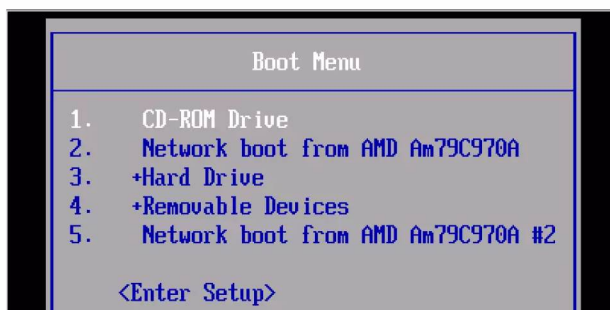 Boot Menu
1. CD-ROM Drive
2. Network boot from AMD Am79C970A
3. +Hard Drive
4. +Removable Devices
5. Network boot from AMD Am79C970A #2
<Enter Setup>